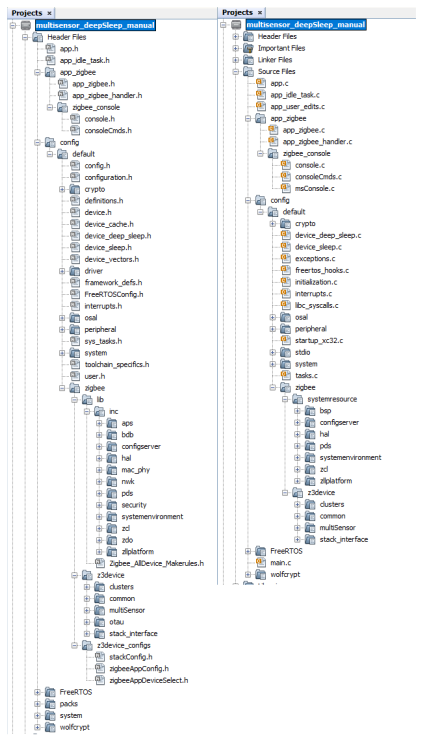 Projects ×
multisensor_deepSleep_manual
Header Files
app.h
app_idle_task.h
app_zigbee
app_zigbee.h
app_zigbee_handler.h
zigbee_console
console.h
consoleCmds.h
config
default
config.h
configuration.h
crypto
definitions.h
device.h
device_cache.h
device_deep_sleep.h
device_sleep.h
device_vectors.h
driver
framework_defs.h
FreeRTOSConfig.h
interrupts.h
osal
peripheral
sys_tasks.h
system
toolchain_specifics.h
user.h
zigbee
lib
inc
aps
bdb
configserver
hal
mac_phy
nwk
pds
security
systemenvironment
zcl
zdo
zllplatform
Zigbee_AllDevice_Makerules.h
z3device
clusters
common
multiSensor
otau
stack_interface
z3device_configs
stackConfig.h
zigbeeAppConfig.h
zigbeeAppDeviceSelect.h
FreeRTOS
packs
system
wolfcrypt
Projects ×
multisensor_deepSleep_manual
Header Files
Important Files
Linker Files
Source Files
app.c
app_idle_task.c
app_user_edits.c
app_zigbee
app_zigbee.c
app_zigbee_handler.c
zigbee_console
console.c
consoleCmds.c
msConsole.c
config
default
crypto
device_deep_sleep.c
device_sleep.c
exceptions.c
freertos_hooks.c
initialization.c
interrupts.c
libc_syscalls.c
osal
peripheral
startup_xc32.c
stdio
system
tasks.c
zigbee
systemresource
bsp
configserver
hal
pds
systemenvironment
zcl
zllplatform
z3device
clusters
common
multiSensor
stack_interface
FreeRTOS
main.c
wolfcrypt